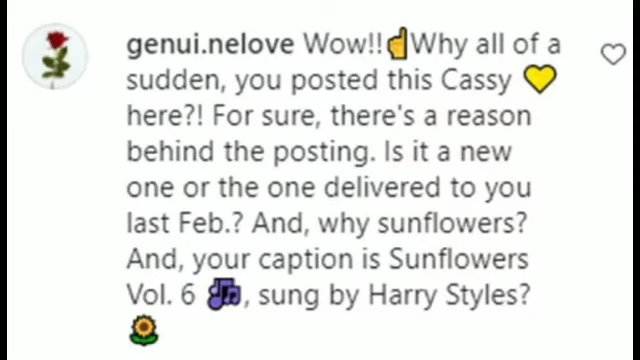 genui.nelove Wow!!☝️Why all of a
sudden, you posted this Cassy 💛
here?! For sure, there's a reason
behind the posting. Is it a new
one or the one delivered to you
last Feb.? And, why sunflowers?
And, your caption is Sunflowers
Vol. 6 🎶, sung by Harry Styles?
🌻